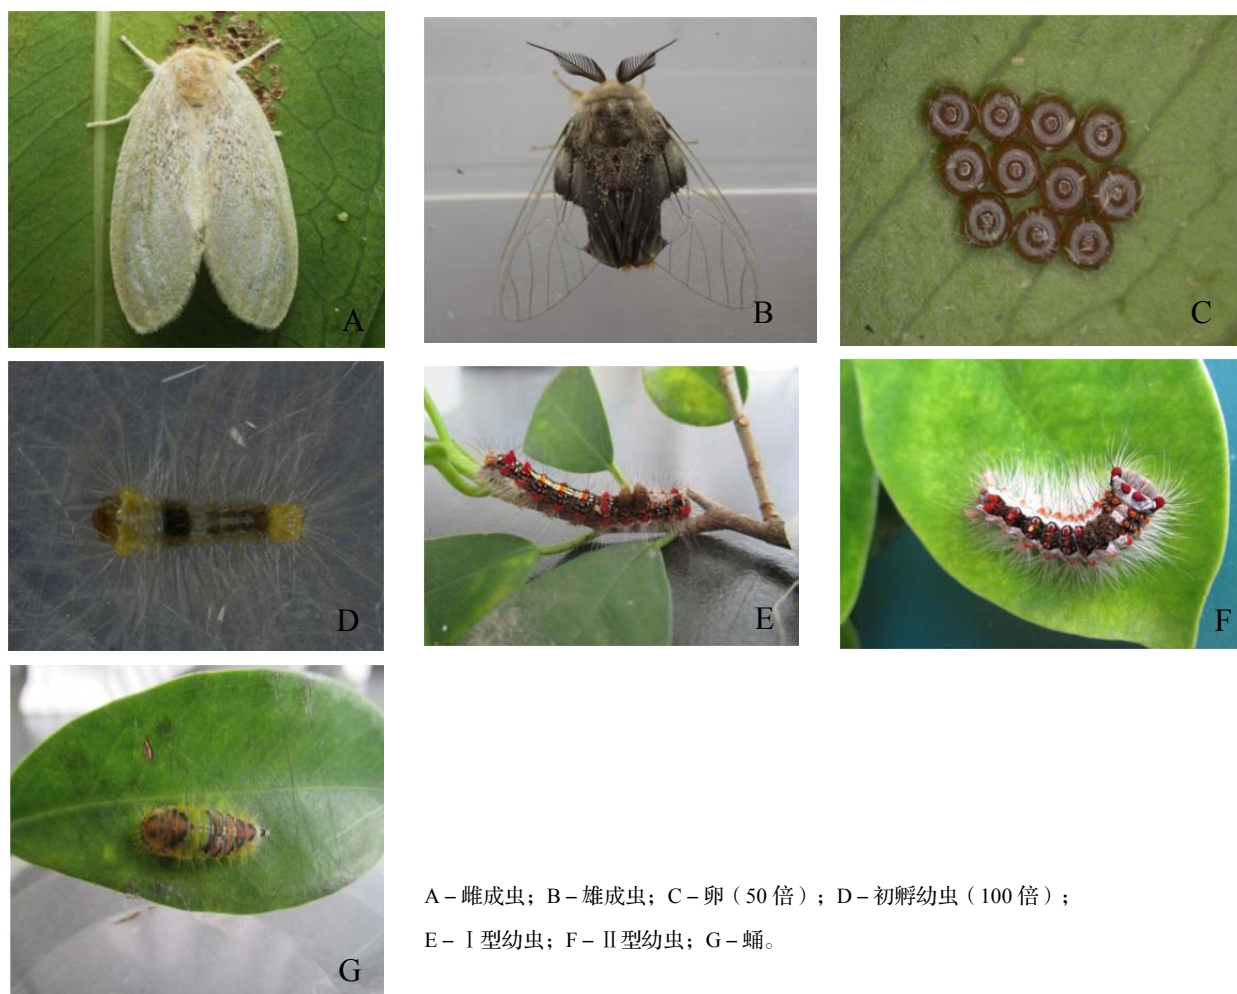 A
B
C
D
E
F
G
A – 雌成虫；B – 雄成虫；C – 卵（50 倍）；D – 初孵幼虫（100 倍）；
E – Ⅰ型幼虫；F – Ⅱ型幼虫；G – 蛹。